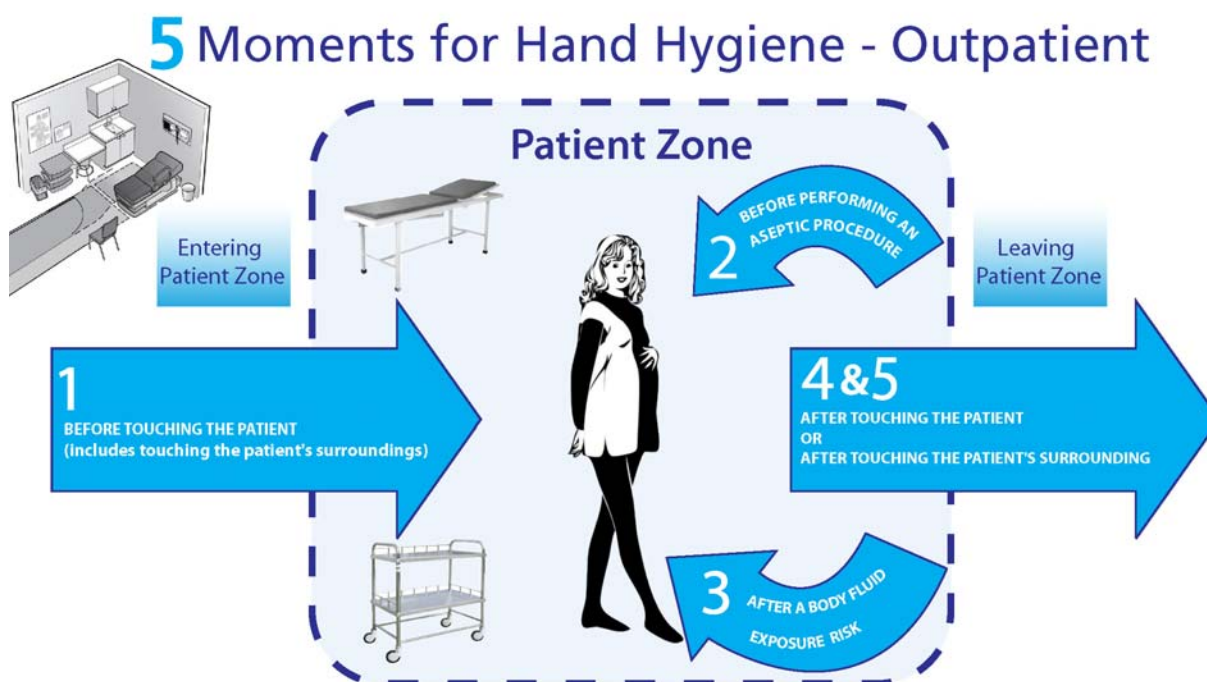 5 Moments for Hand Hygiene - Outpatient
Patient Zone
Entering
Patient Zone
1
BEFORE TOUCHING THE PATIENT
(includes touching the patient's surroundings)
2
BEFORE PERFORMING AN
ASEPTIC PROCEDURE
3
AFTER A BODY FLUID
EXPOSURE RISK
Leaving
Patient Zone
4 & 5
AFTER TOUCHING THE PATIENT
OR
AFTER TOUCHING THE PATIENT'S SURROUNDING